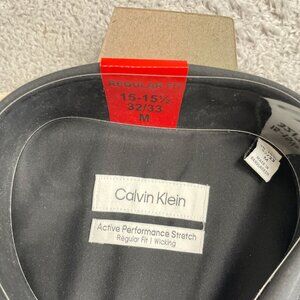 REGULAR FIT
15-15½
32/33
M
Calvin Klein
Active Performance Stretch
Regular Fit | Wicking